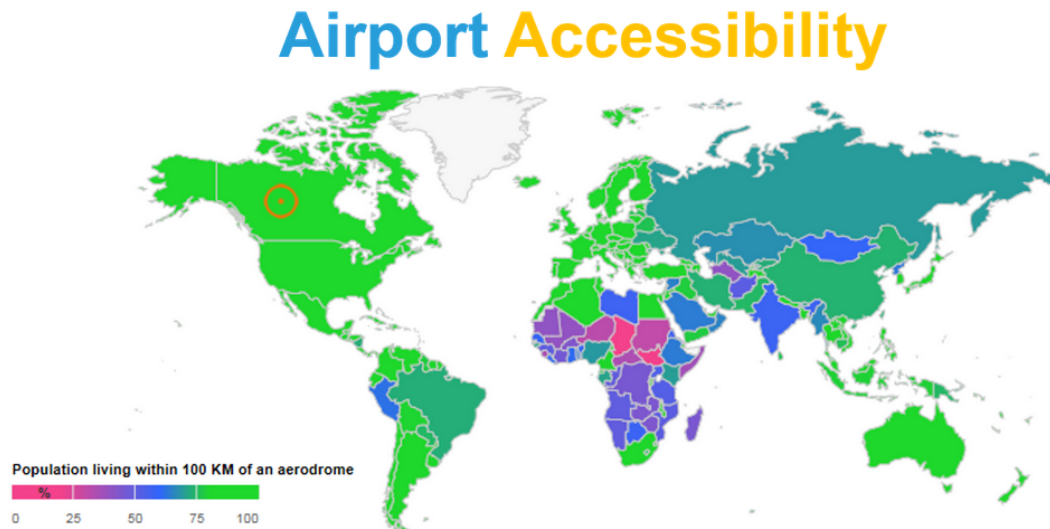 Airport Accessibility
Population living within 100 KM of an aerodrome
%
0 25 50 75 100